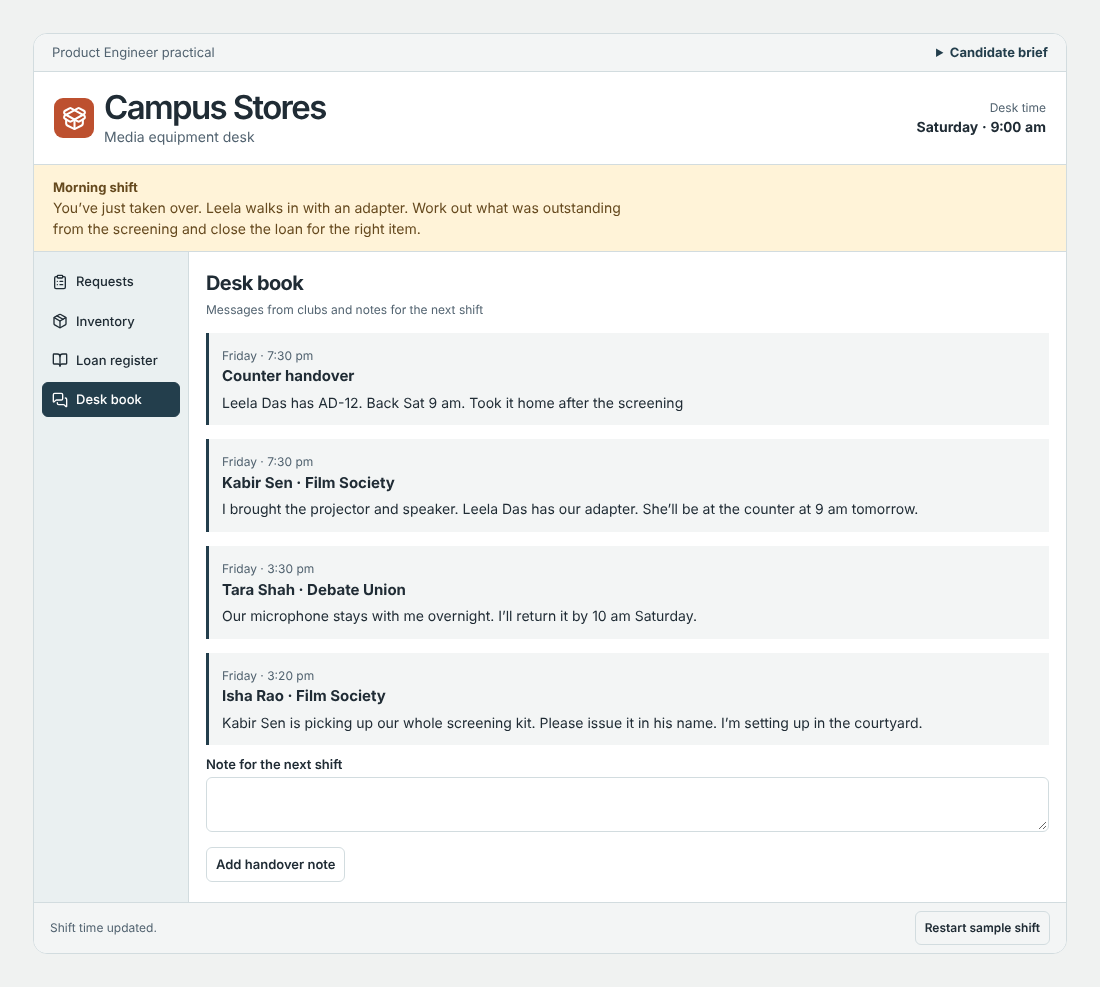 Product Engineer practical
Candidate brief
Campus Stores
Media equipment desk
Desk time
Saturday · 9:00 am
Morning shift
You’ve just taken over. Leela walks in with an adapter. Work out what was outstanding
from the screening and close the loan for the right item.
Requests
Inventory
Loan register
Desk book
Desk book
Messages from clubs and notes for the next shift
Friday · 7:30 pm
Counter handover
Leela Das has AD-12. Back Sat 9 am. Took it home after the screening
Friday · 7:30 pm
Kabir Sen · Film Society
I brought the projector and speaker. Leela Das has our adapter. She’ll be at the counter at 9 am tomorrow.
Friday · 3:30 pm
Tara Shah · Debate Union
Our microphone stays with me overnight. I’ll return it by 10 am Saturday.
Friday · 3:20 pm
Isha Rao · Film Society
Kabir Sen is picking up our whole screening kit. Please issue it in his name. I’m setting up in the courtyard.
Note for the next shift
Add handover note
Shift time updated.
Restart sample shift